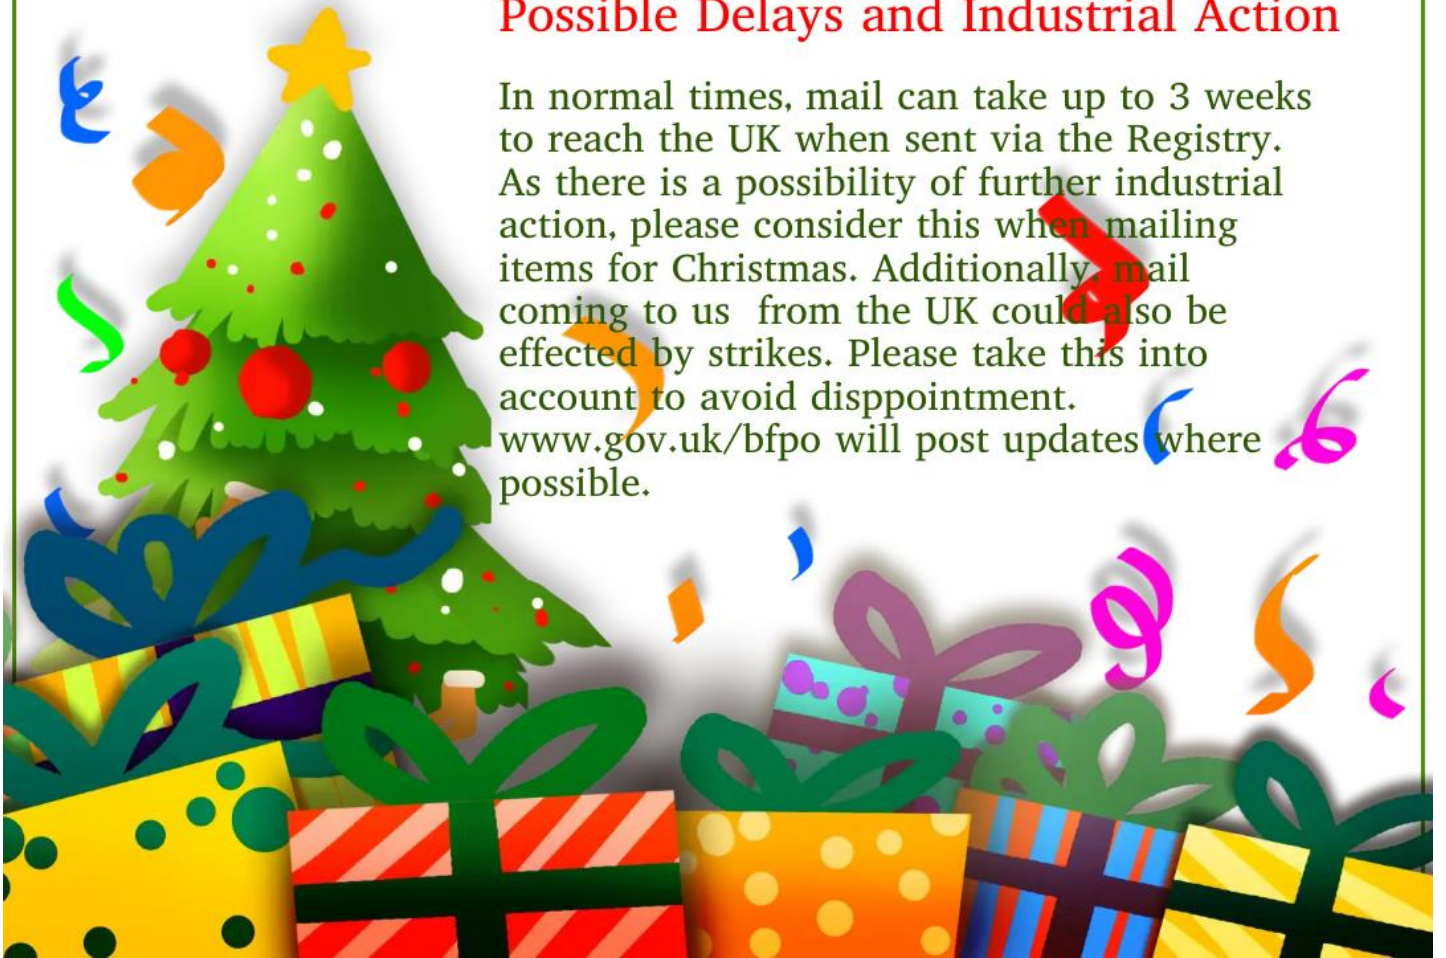 Possible Delays and Industrial Action
In normal times, mail can take up to 3 weeks
to reach the UK when sent via the Registry.
As there is a possibility of further industrial
action, please consider this when mailing
items for Christmas. Additionally, mail
coming to us  from the UK could also be
effected by strikes. Please take this into
account to avoid disppointment.
www.gov.uk/bfpo will post updates where
possible.